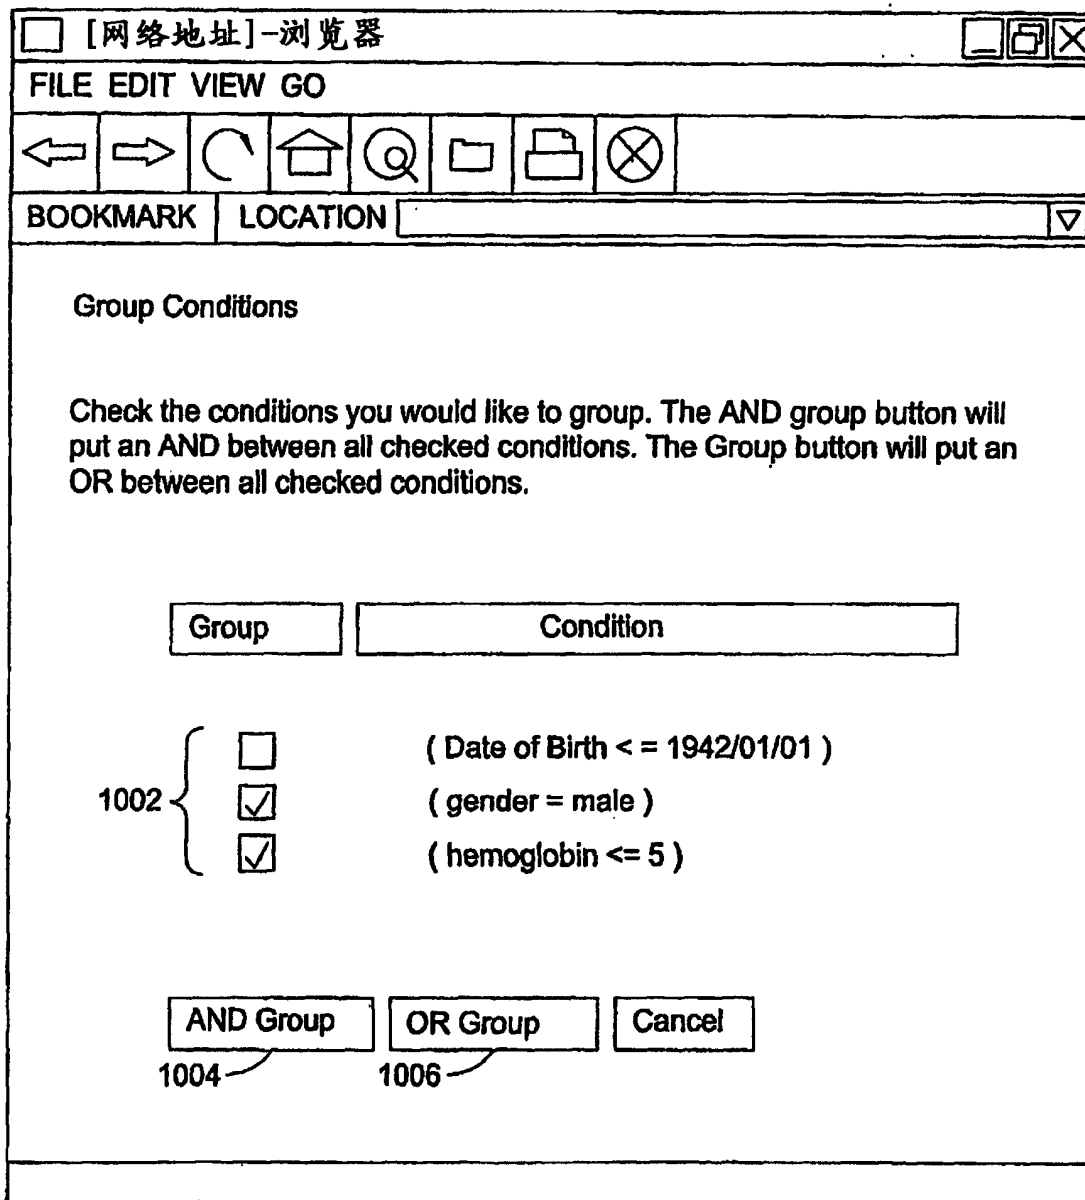 [网络地址]-浏览器
FILE EDIT VIEW GO
BOOKMARK LOCATION
Group Conditions
Check the conditions you would like to group. The AND group button will
put an AND between all checked conditions. The Group button will put an
OR between all checked conditions.
Group Condition
( Date of Birth < = 1942/01/01 )
1002 ( gender = male )
( hemoglobin <= 5 )
AND Group OR Group Cancel
1004 1006